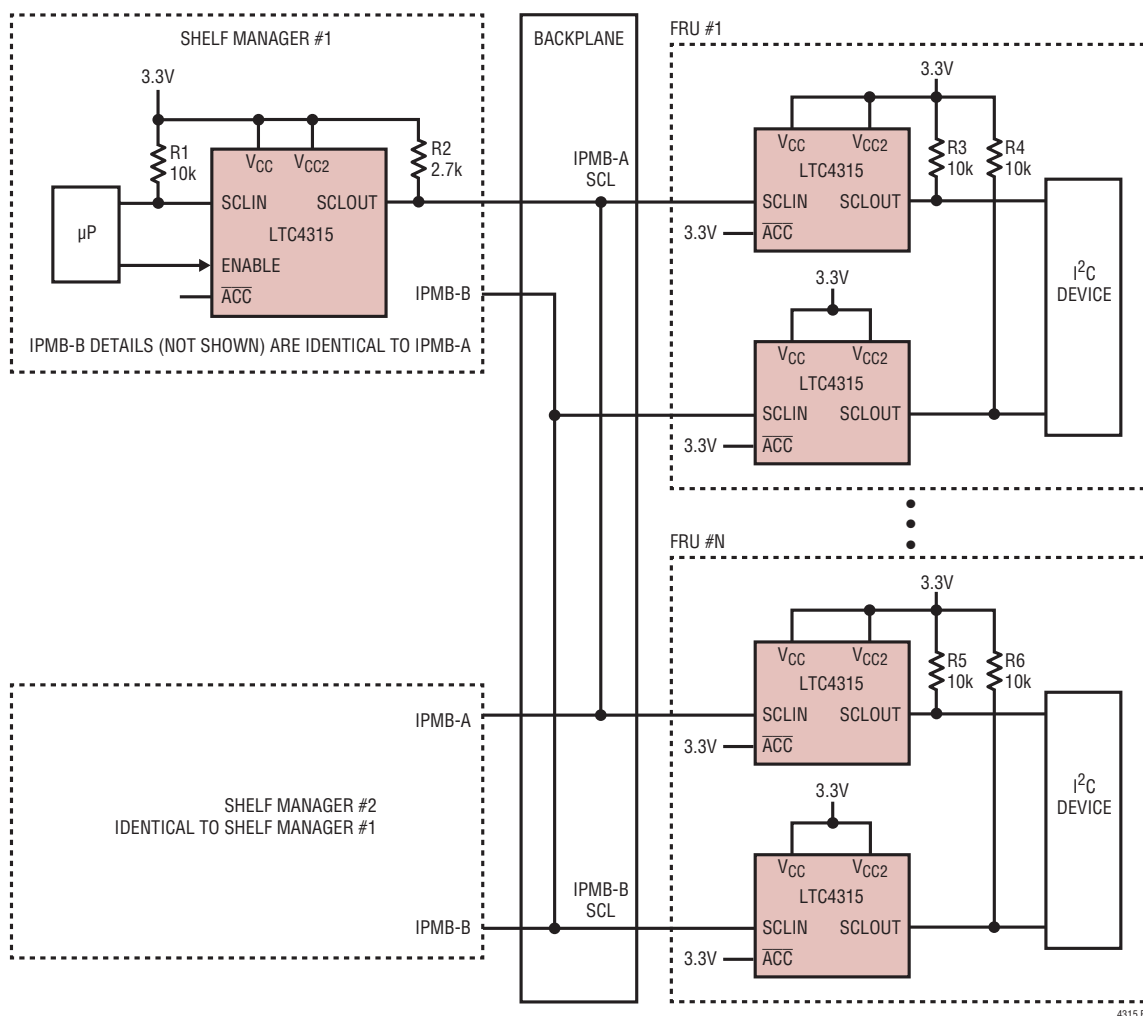 SHELF MANAGER #1
3.3V
R1
10k
VCC
VCC2
R2
2.7k
SCLIN
SCLOUT
LTC4315
µP
ENABLE
ACC
IPMB-B
IPMB-B DETAILS (NOT SHOWN) ARE IDENTICAL TO IPMB-A
BACKPLANE
IPMB-A
SCL
FRU #1
3.3V
VCC
VCC2
LTC4315
R3
10k
R4
10k
SCLIN
SCLOUT
3.3V
ACC
I2C
DEVICE
3.3V
VCC
VCC2
LTC4315
SCLIN
SCLOUT
3.3V
ACC
FRU #N
3.3V
VCC
VCC2
LTC4315
R5
10k
R6
10k
SCLIN
SCLOUT
3.3V
ACC
I2C
DEVICE
3.3V
VCC
VCC2
LTC4315
SCLIN
SCLOUT
3.3V
ACC
IPMB-A
SHELF MANAGER #2
IDENTICAL TO SHELF MANAGER #1
IPMB-B
IPMB-B
SCL